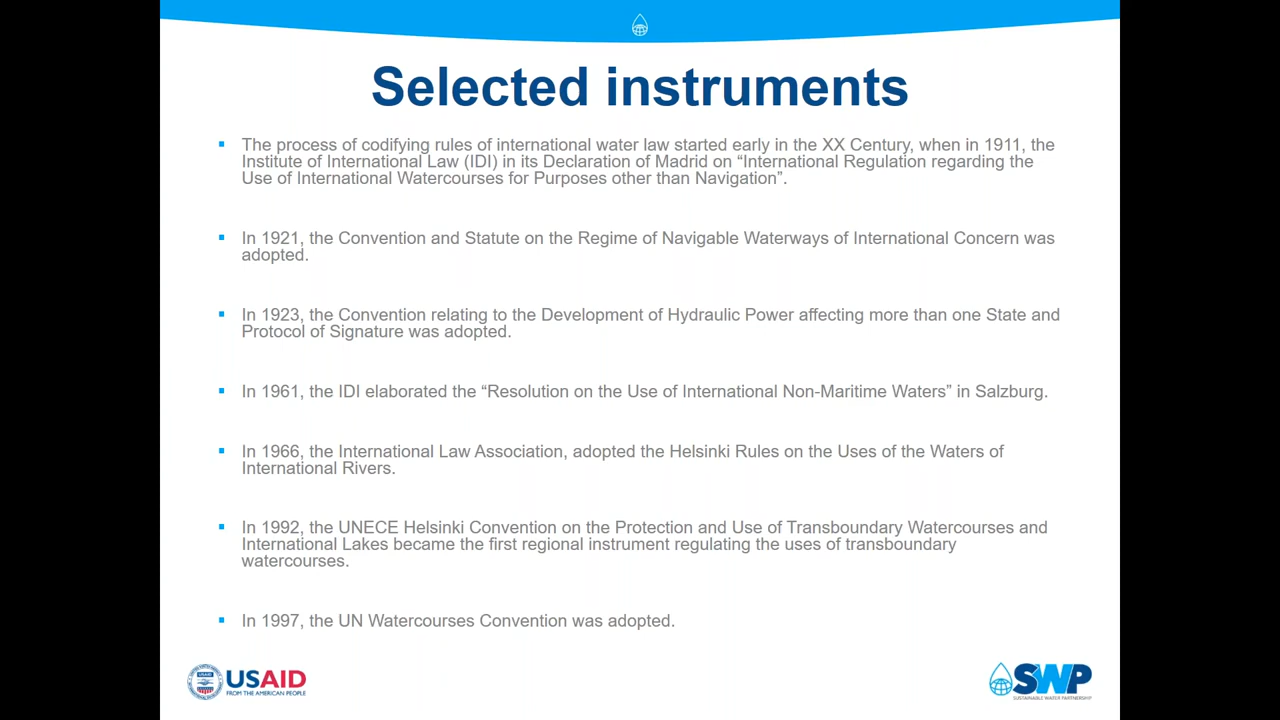 Selected instruments
The process of codifying rules of international water law started early in the XX Century, when in 1911, the
Institute of International Law (IDI) in its Declaration of Madrid on “International Regulation regarding the
Use of International Watercourses for Purposes other than Navigation”.
In 1921, the Convention and Statute on the Regime of Navigable Waterways of International Concern was
adopted.
In 1923, the Convention relating to the Development of Hydraulic Power affecting more than one State and
Protocol of Signature was adopted.
In 1961, the IDI elaborated the “Resolution on the Use of International Non-Maritime Waters” in Salzburg.
In 1966, the International Law Association, adopted the Helsinki Rules on the Uses of the Waters of
International Rivers.
In 1992, the UNECE Helsinki Convention on the Protection and Use of Transboundary Watercourses and
International Lakes became the first regional instrument regulating the uses of transboundary
watercourses.
In 1997, the UN Watercourses Convention was adopted.
USAID
FROM THE AMERICAN PEOPLE
SWP
SUSTAINABLE WATER PARTNERSHIP